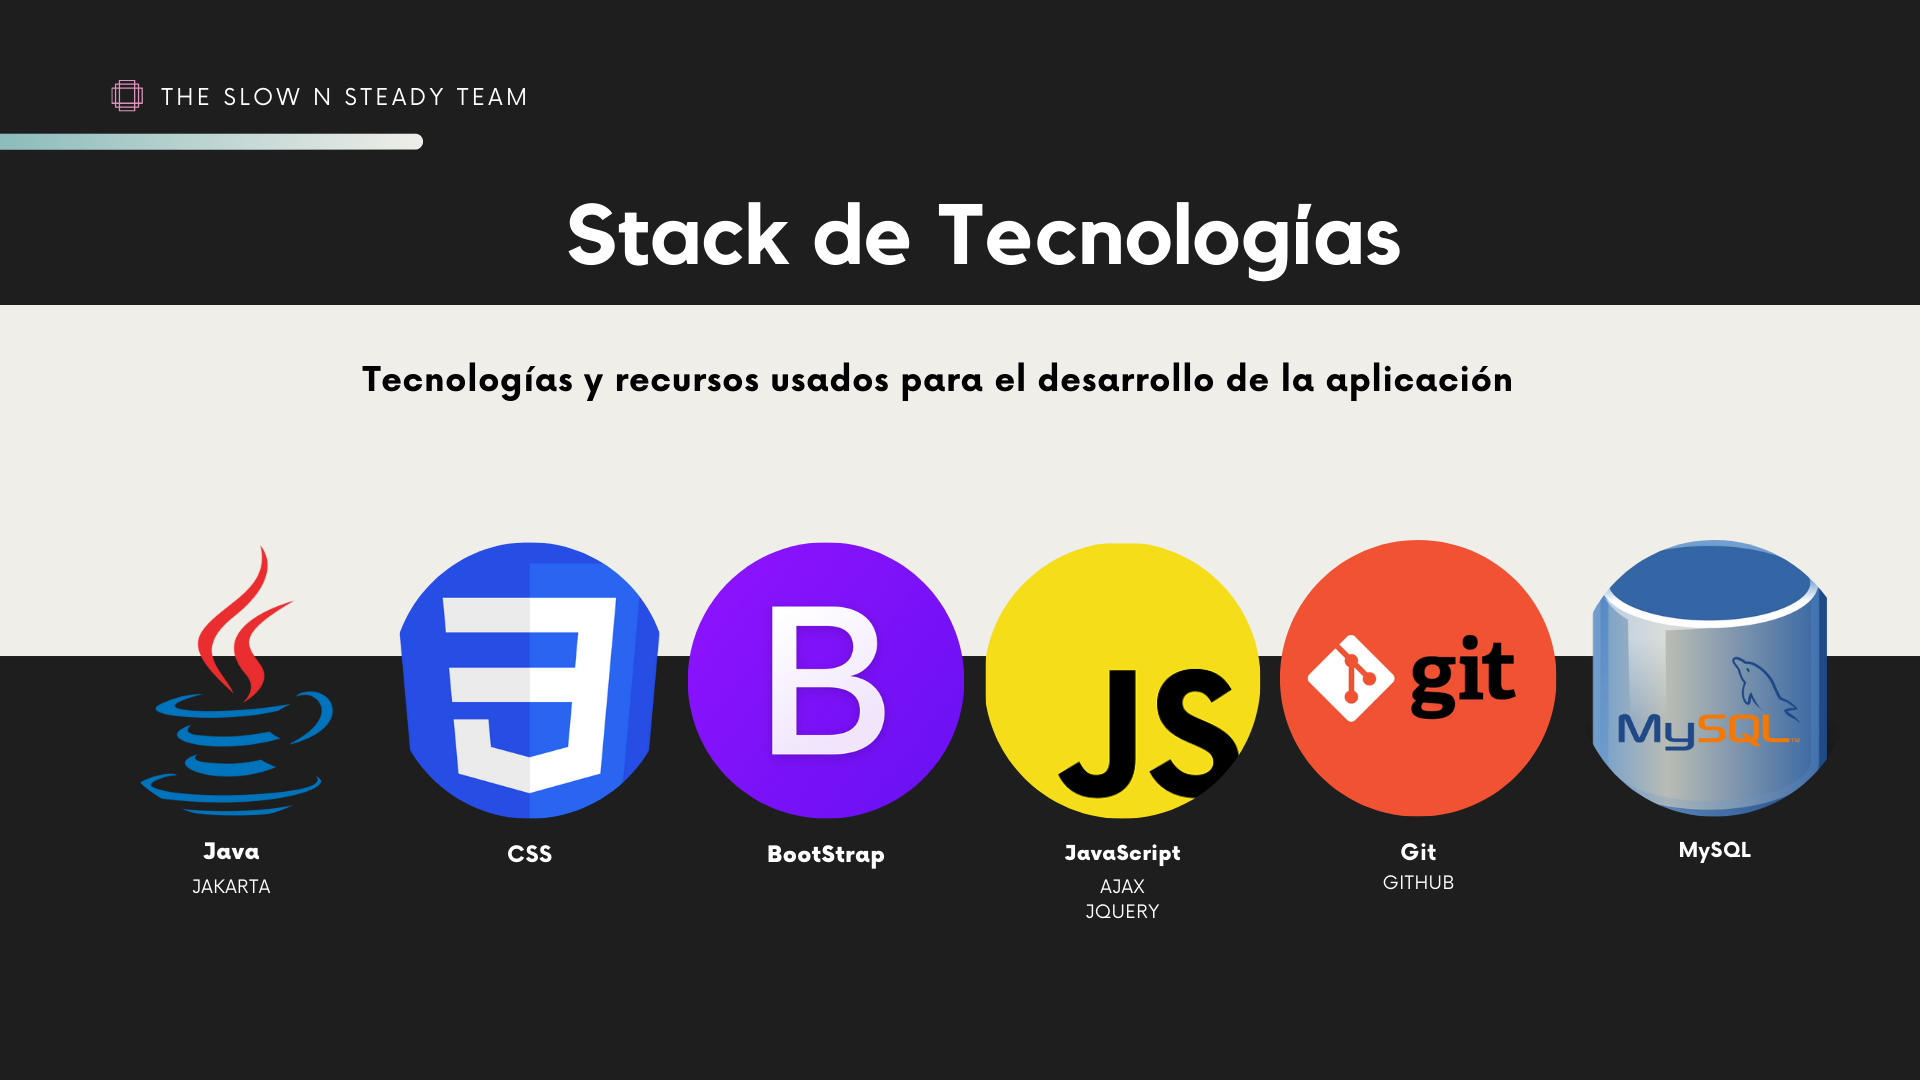 THE SLOW N STEADY TEAM
Stack de Tecnologías
Tecnologías y recursos usados para el desarrollo de la aplicación
B
JS
git
MySQL™
Java
JAKARTA
CSS
BootStrap
JavaScript
AJAX
JQUERY
Git
GITHUB
MySQL